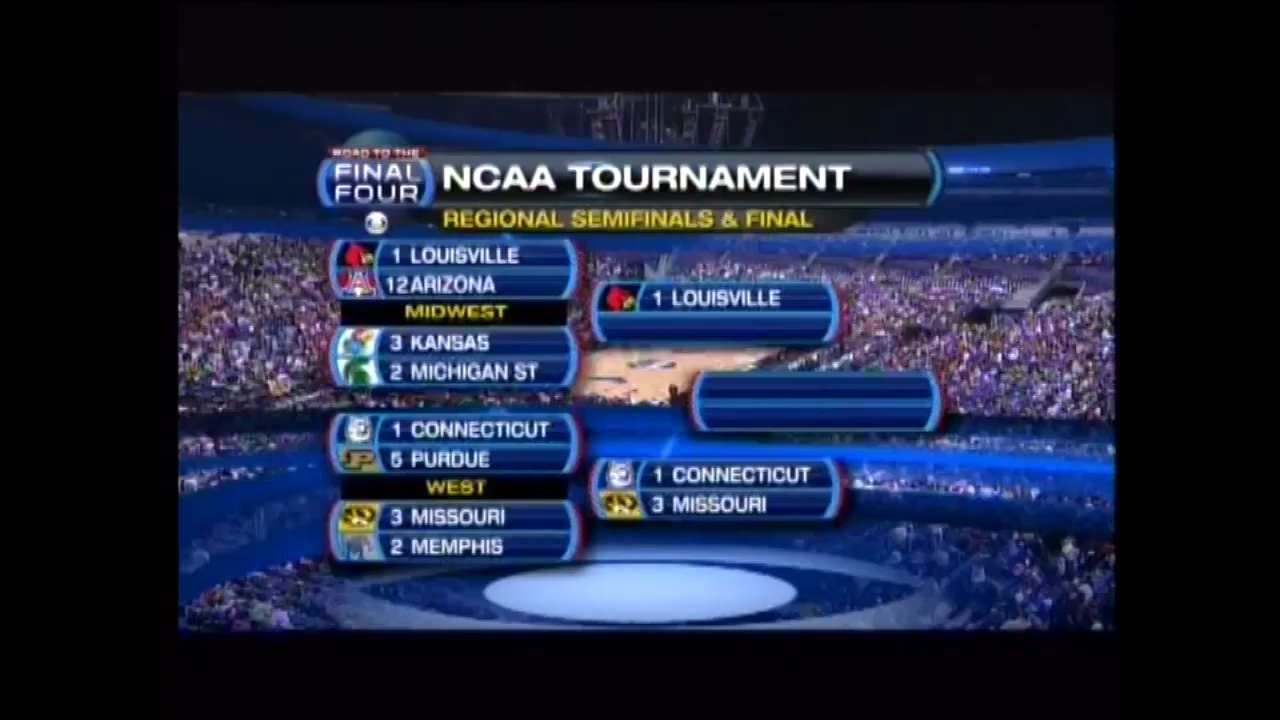 ROAD TO THE
FINAL
FOUR
NCAA TOURNAMENT
REGIONAL SEMIFINALS & FINAL
1 LOUISVILLE
12 ARIZONA
MIDWEST
3 KANSAS
2 MICHIGAN ST
1 LOUISVILLE
1 CONNECTICUT
5 PURDUE
WEST
3 MISSOURI
2 MEMPHIS
1 CONNECTICUT
3 MISSOURI